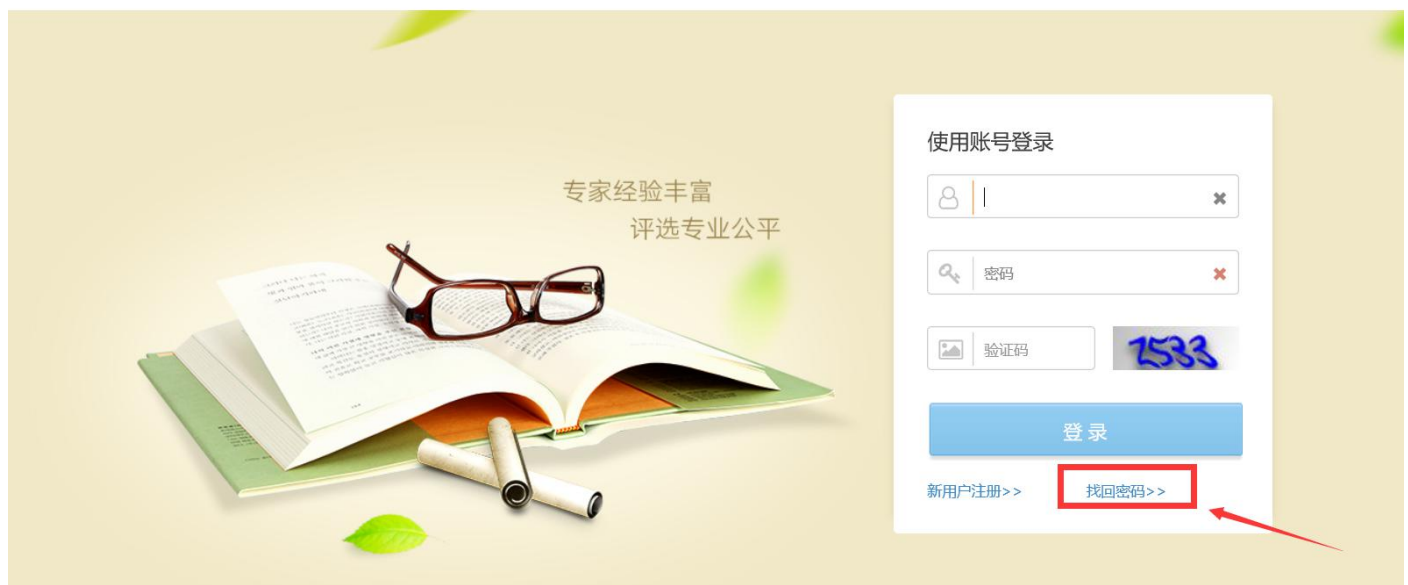 专家经验丰富
评选专业公平
使用账号登录
密码
验证码
7533
登 录
新用户注册>>
找回密码>>